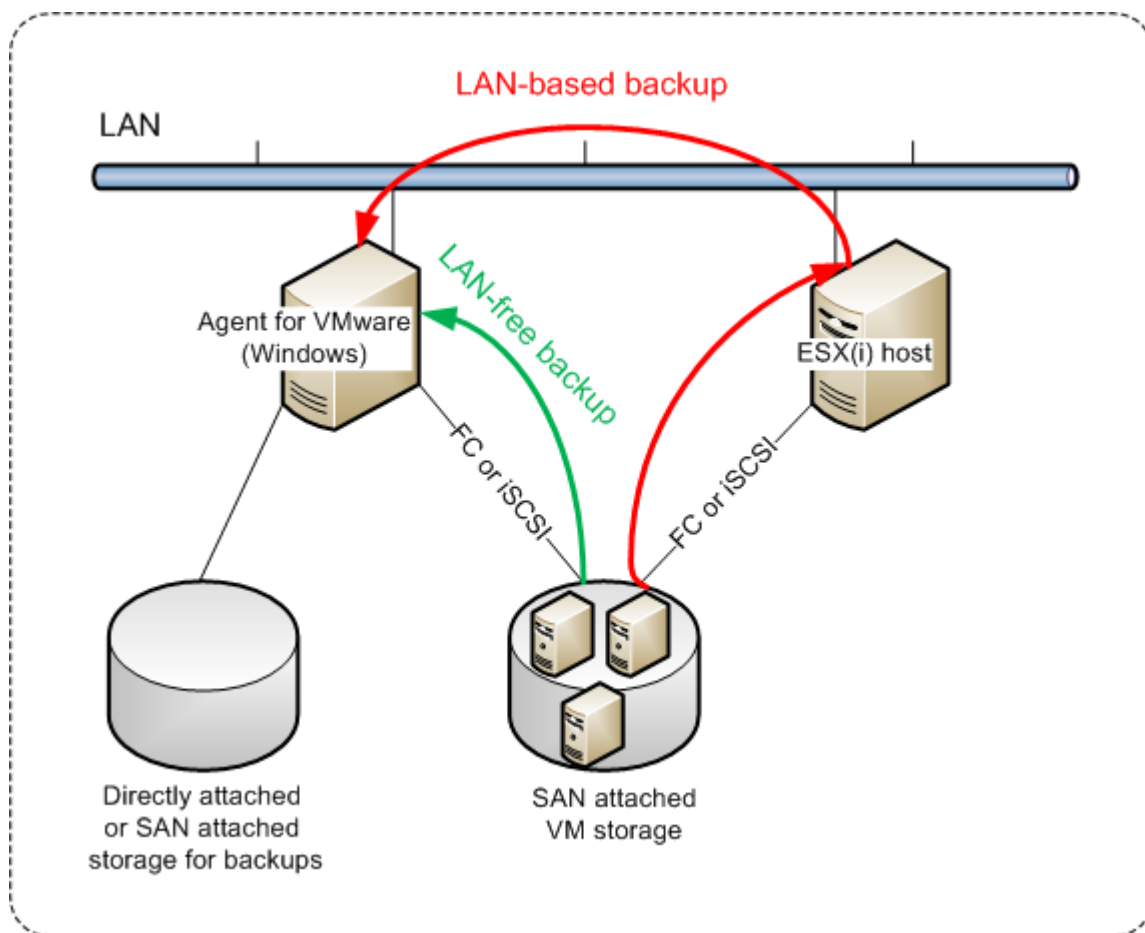 LAN-based backup
LAN
LAN-free backup
Agent for VMware
(Windows)
ESX(i) host
FC or iSCSI
FC or iSCSI
Directly attached
or SAN attached
storage for backups
SAN attached
VM storage